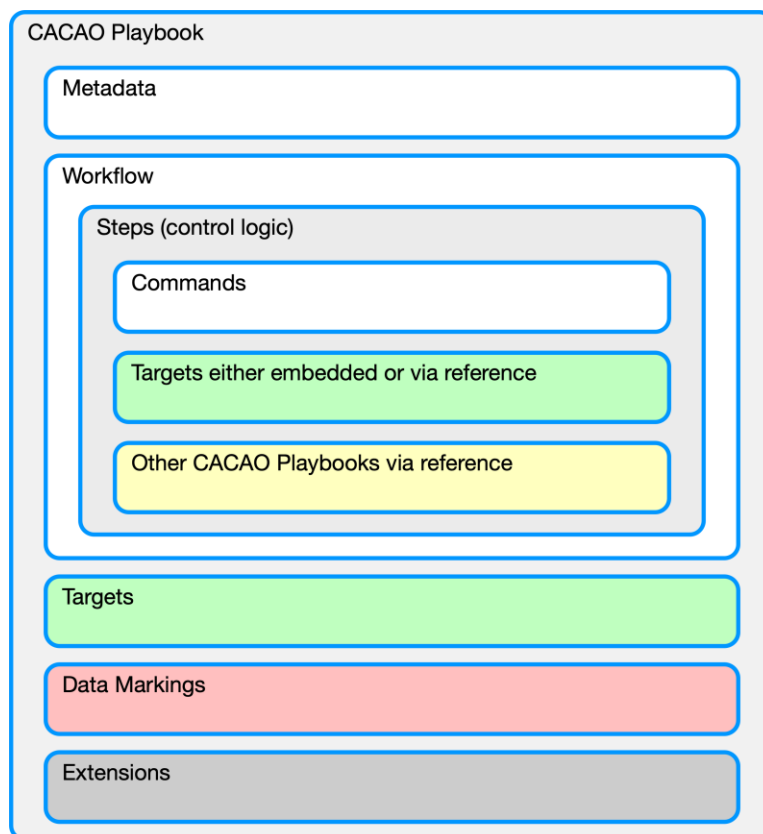 CACAO Playbook
Metadata
Workflow
Steps (control logic)
Commands
Targets either embedded or via reference
Other CACAO Playbooks via reference
Targets
Data Markings
Extensions